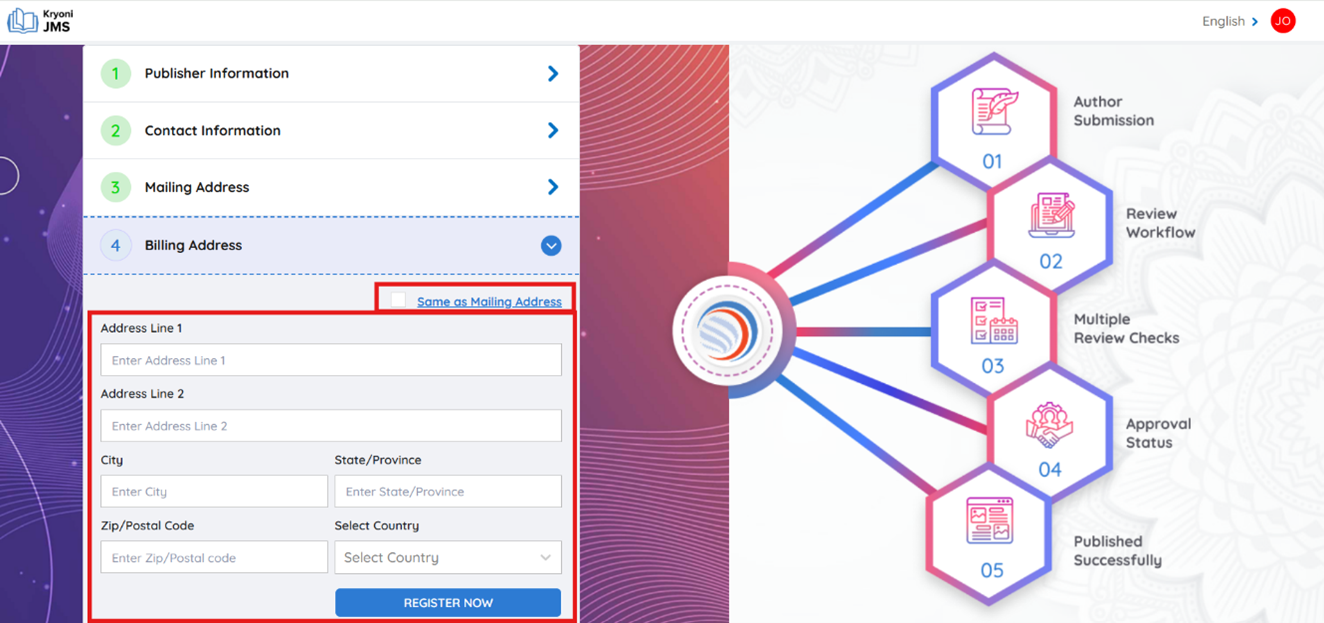 Kryoni
JMS
English
JO
1 Publisher Information
2 Contact Information
3 Mailing Address
4 Billing Address
Same as Mailing Address
Address Line 1
Enter Address Line 1
Address Line 2
Enter Address Line 2
City State/Province
Enter City Enter State/Province
Zip/Postal Code Select Country
Enter Zip/Postal code Select Country
REGISTER NOW
01
Author
Submission
02
Review
Workflow
03
Multiple
Review Checks
04
Approval
Status
05
Published
Successfully